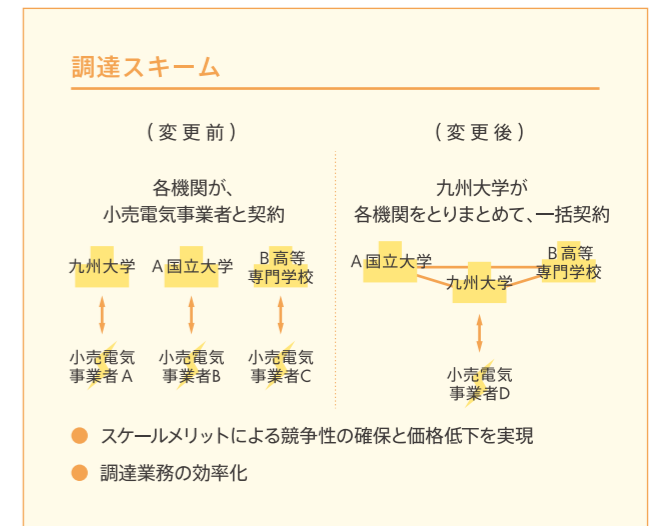 調達スキーム
(変更前)
各機関が、
小売電気事業者と契約
九州大学
A国立大学
B高等
専門学校
小売電気
事業者A
小売電気
事業者B
小売電気
事業者C
(変更後)
九州大学が
各機関をとりまとめて、一括契約
A国立大学
九州大学
B高等
専門学校
小売電気
事業者D
● スケールメリットによる競争性の確保と価格低下を実現
● 調達業務の効率化